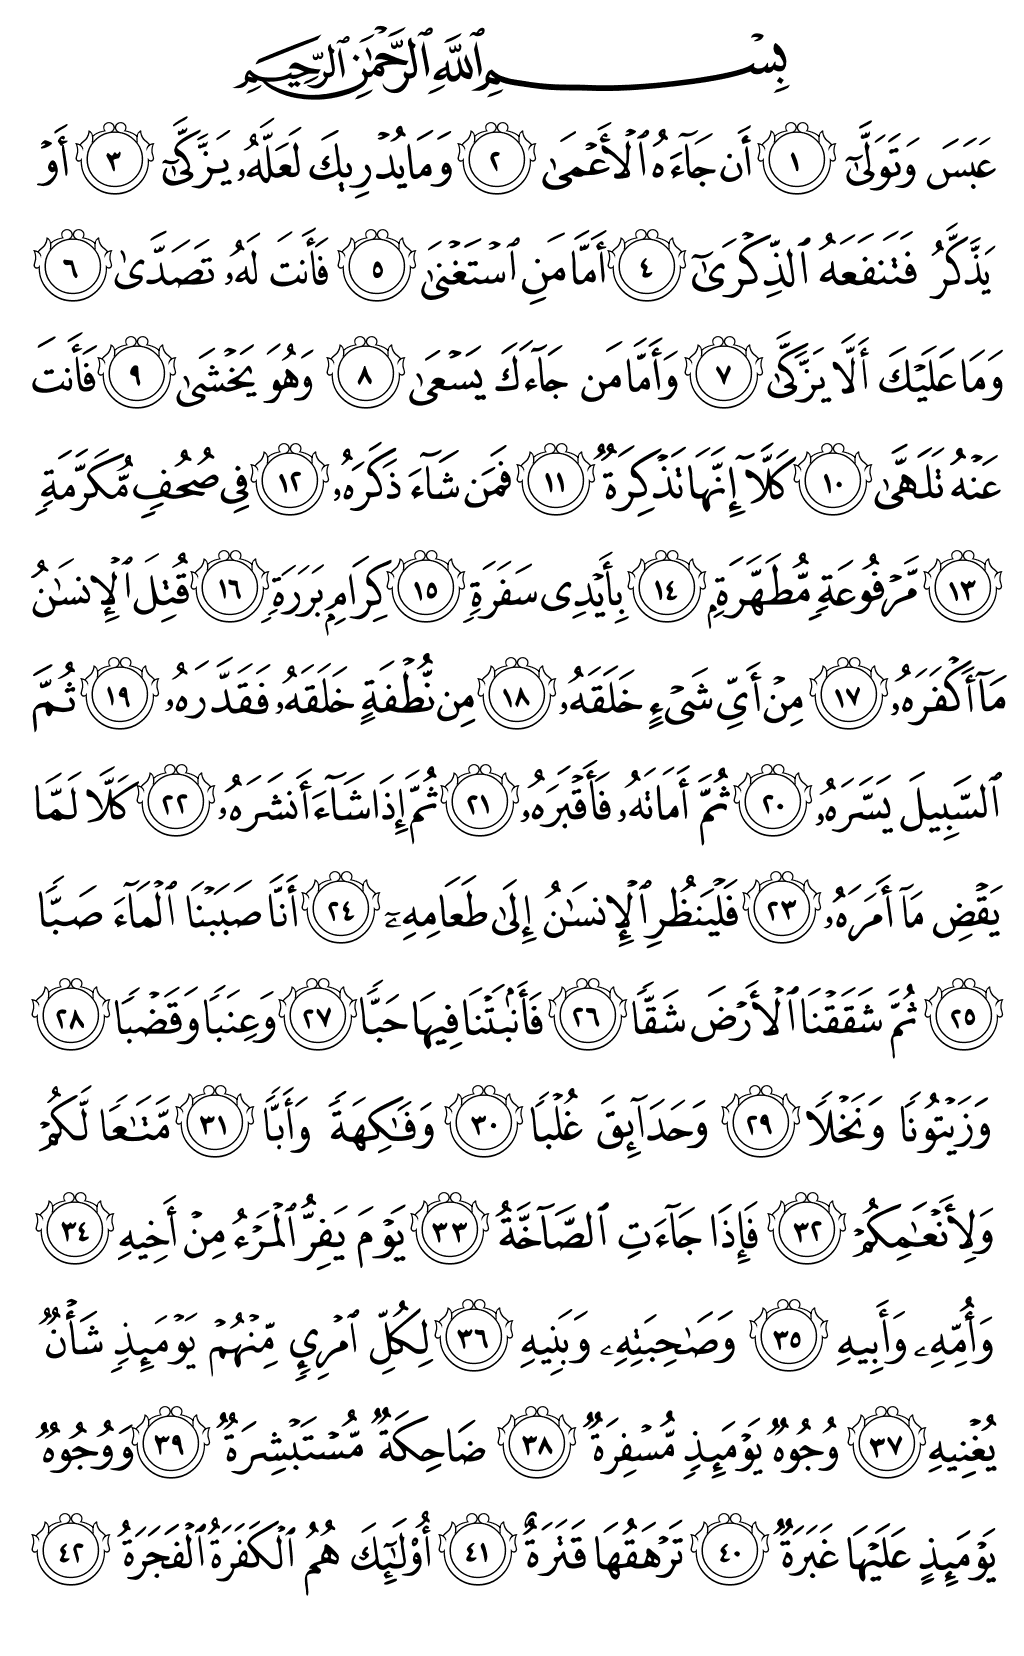 بِسۡمِ ٱللَّهِ ٱلرَّحۡمَٰنِ ٱلرَّحِيمِ
عَبَسَ وَتَوَلَّىٰٓ ١ أَن جَآءَهُ ٱلۡأَعۡمَىٰ ٢ وَمَا يُدۡرِيكَ لَعَلَّهُۥ يَزَّكَّىٰٓ ٣ أَوۡ
يَذَّكَّرُ فَتَنفَعَهُ ٱلذِّكۡرَىٰٓ ٤ أَمَّا مَنِ ٱسۡتَغۡنَىٰ ٥ فَأَنتَ لَهُۥ تَصَدَّىٰ ٦
وَمَا عَلَيۡكَ أَلَّا يَزَّكَّىٰ ٧ وَأَمَّا مَن جَآءَكَ يَسۡعَىٰ ٨ وَهُوَ يَخۡشَىٰ ٩ فَأَنتَ
عَنۡهُ تَلَهَّىٰ ١٠ كَلَّآ إِنَّهَا تَذۡكِرَةٞ ١١ فَمَن شَآءَ ذَكَرَهُۥ ١٢ فِي صُحُفٖ مُّكَرَّمَةٖ
١٣ مَّرۡفُوعَةٖ مُّطَهَّرَةِۭ ١٤ بِأَيۡدِي سَفَرَةٖ ١٥ كِرَامِۭ بَرَرَةٖ ١٦ قُتِلَ ٱلۡإِنسَٰنُ
مَآ أَكۡفَرَهُۥ ١٧ مِنۡ أَيِّ شَيۡءٍ خَلَقَهُۥ ١٨ مِن نُّطۡفَةٍ خَلَقَهُۥ فَقَدَّرَهُۥ ١٩ ثُمَّ
ٱلسَّبِيلَ يَسَّرَهُۥ ٢٠ ثُمَّ أَمَاتَهُۥ فَأَقۡبَرَهُۥ ٢١ ثُمَّ إِذَا شَآءَ أَنشَرَهُۥ ٢٢ كَلَّا لَمَّا
يَقۡضِ مَآ أَمَرَهُۥ ٢٣ فَلۡيَنظُرِ ٱلۡإِنسَٰنُ إِلَىٰ طَعَامِهِۦٓ ٢٤ أَنَّا صَبَبۡنَا ٱلۡمَآءَ صَبّٗا
٢٥ ثُمَّ شَقَقۡنَا ٱلۡأَرۡضَ شَقّٗا ٢٦ فَأَنۢبَتۡنَا فِيهَا حَبّٗا ٢٧ وَعِنَبٗا وَقَضۡبٗا ٢٨
وَزَيۡتُونٗا وَنَخۡلٗا ٢٩ وَحَدَآئِقَ غُلۡبٗا ٣٠ وَفَٰكِهَةٗ وَأَبّٗا ٣١ مَّتَٰعٗا لَّكُمۡ
وَلِأَنۡعَٰمِكُمۡ ٣٢ فَإِذَا جَآءَتِ ٱلصَّآخَّةُ ٣٣ يَوۡمَ يَفِرُّ ٱلۡمَرۡءُ مِنۡ أَخِيهِ ٣٤
وَأُمِّهِۦ وَأَبِيهِ ٣٥ وَصَٰحِبَتِهِۦ وَبَنِيهِ ٣٦ لِكُلِّ ٱمۡرِيٕٖ مِّنۡهُمۡ يَوۡمَئِذٖ شَأۡنٞ
يُغۡنِيهِ ٣٧ وُجُوهٞ يَوۡمَئِذٖ مُّسۡفِرَةٞ ٣٨ ضَاحِكَةٞ مُّسۡتَبۡشِرَةٞ ٣٩ وَوُجُوهٞ
يَوۡمَئِذٍ عَلَيۡهَا غَبَرَةٞ ٤٠ تَرۡهَقُهَا قَتَرَةٌ ٤١ أُوْلَٰٓئِكَ هُمُ ٱلۡكَفَرَةُ ٱلۡفَجَرَةُ ٤٢